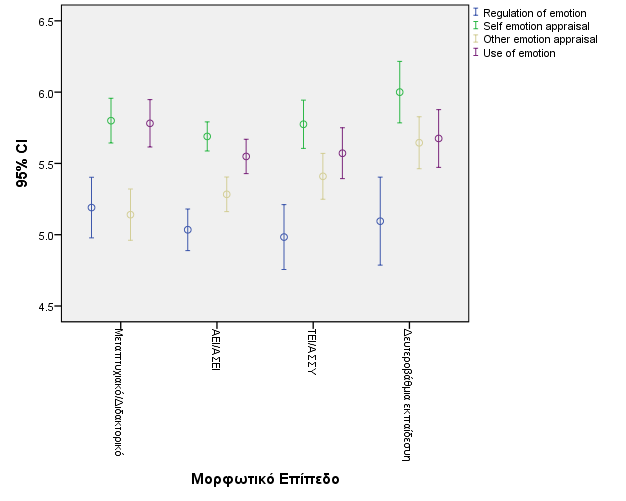 Regulation of emotion
Self emotion appraisal
Other emotion appraisal
Use of emotion
6.5
6.0
5.5
5.0
4.5
95% CI
Μεταπτυχιακό/Διδακτορικό
ΑΕΙ/ΑΣΕΙ
ΤΕΙ/ΑΣΣΥ
Δευτεροβάθμια εκπαίδεσυη
Μορφωτικό Επίπεδο